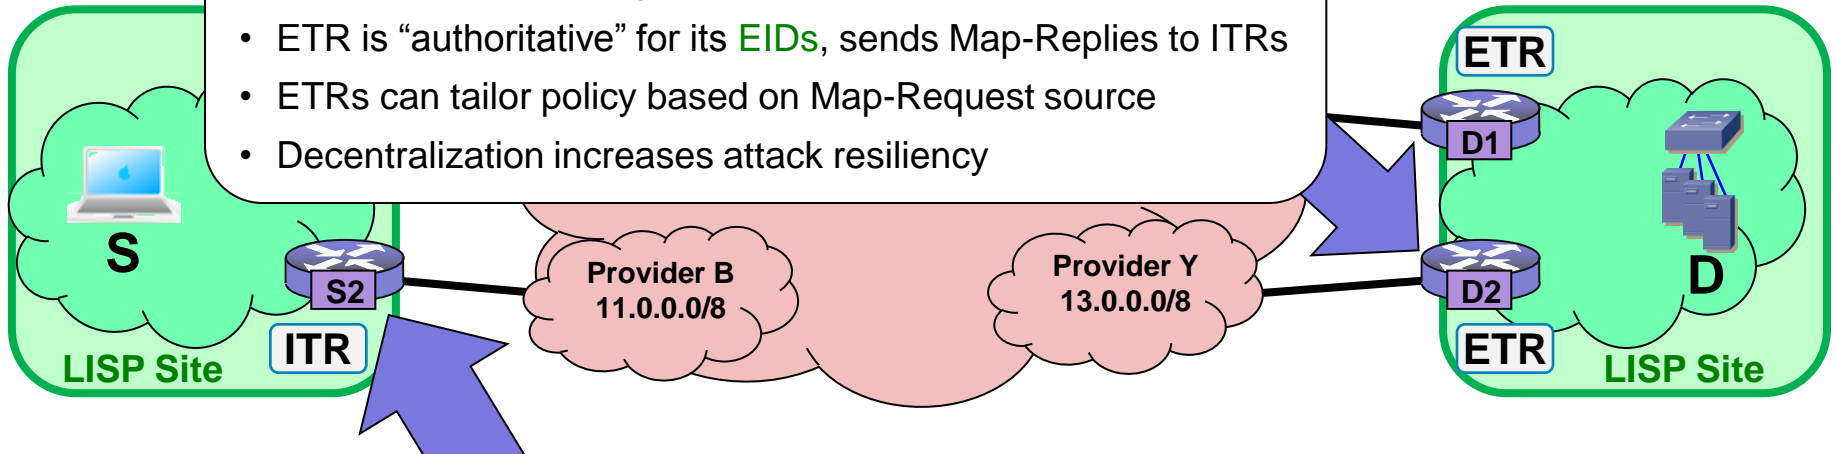 • ETR is “authoritative” for its EIDs, sends Map-Replies to ITRs
• ETRs can tailor policy based on Map-Request source
• Decentralization increases attack resiliency
ETR
D1
S
S2
ITR
LISP Site
Provider B
11.0.0.0/8
Provider Y
13.0.0.0/8
D2
D
ETR
LISP Site